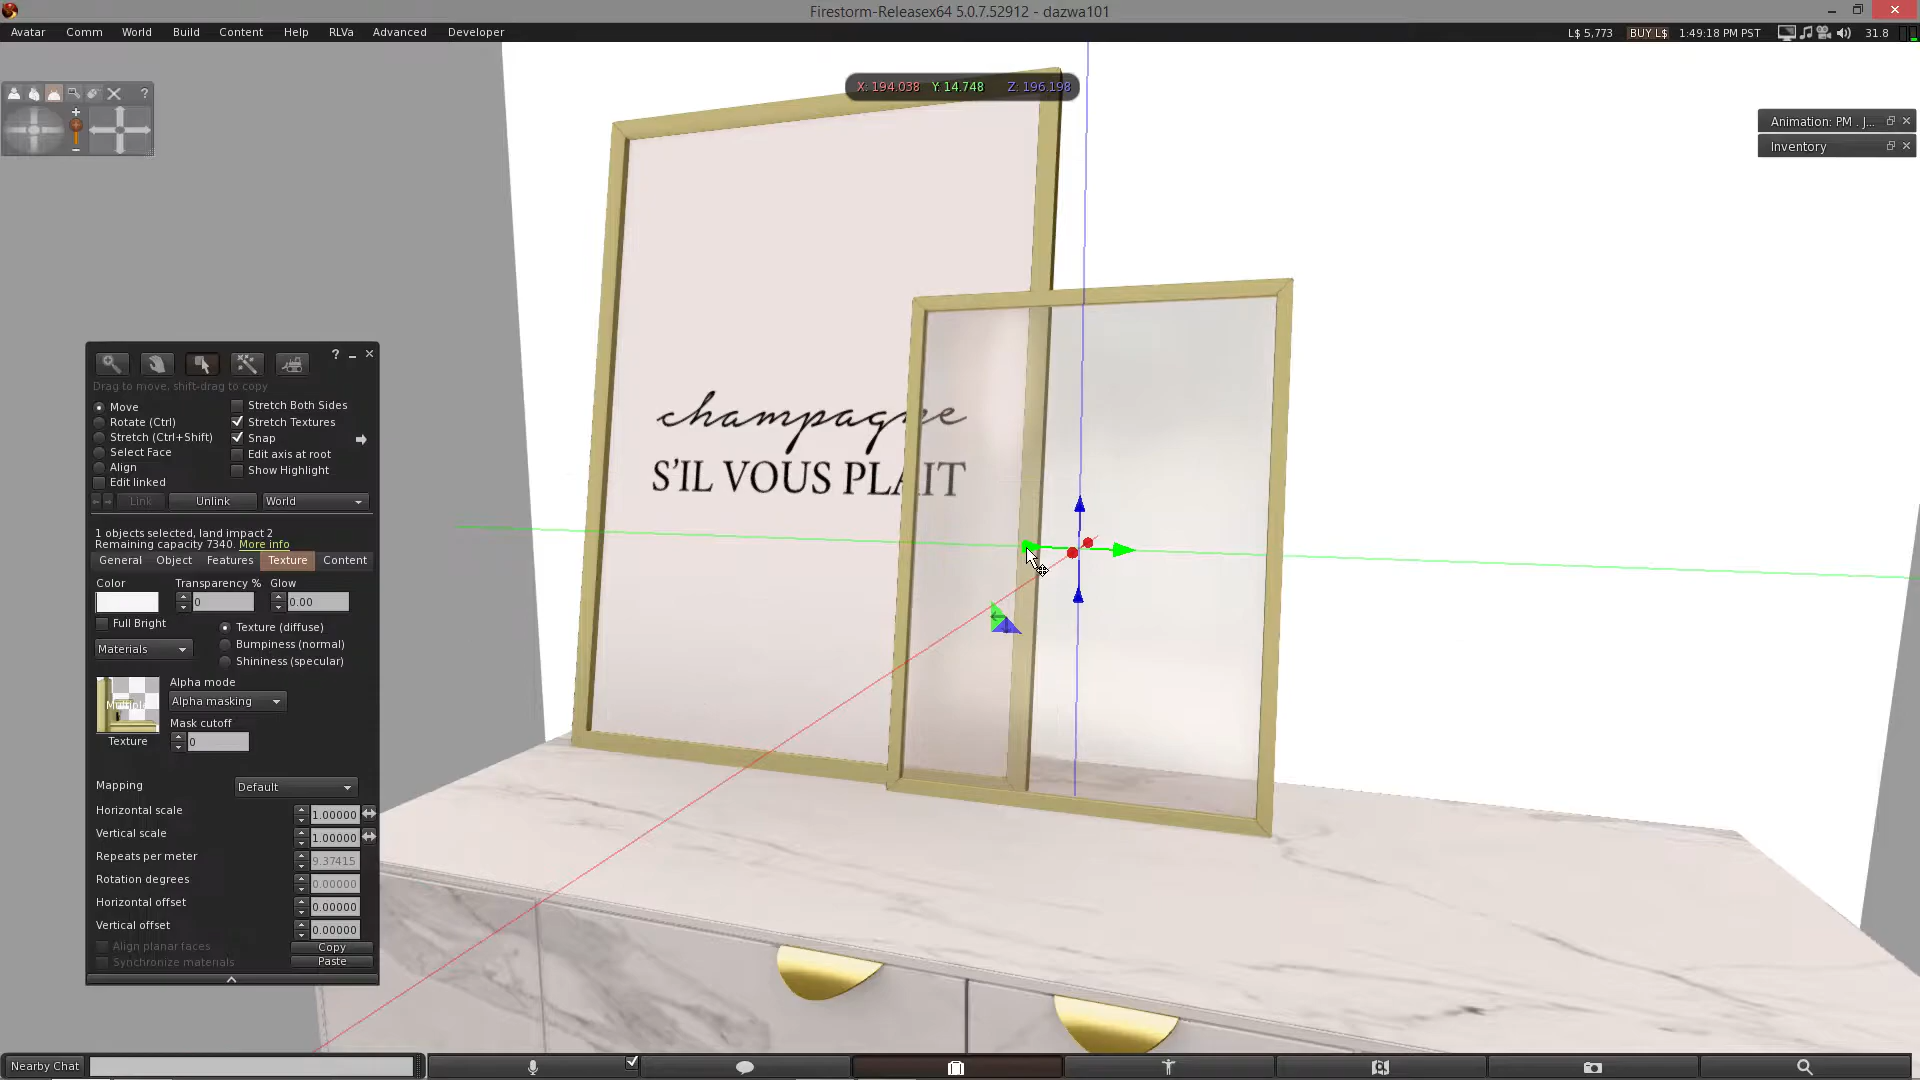 Firestorm-Releasex64 5.0.7.52912 - dazwa101
Avatar Comm World Build Content Help RLVa Advanced Developer
L$ 5,773 BUY L$ 1:49:18 PM PST 31.8
X: 194.038 Y: 14.748 Z: 196.198
?
Animation: PM . J...
Inventory
champagne
S'IL VOUS PLAIT
?
Drag to move, shift-drag to copy
Move
Rotate (Ctrl)
Stretch (Ctrl+Shift)
Select Face
Align
Edit linked
Stretch Both Sides
Stretch Textures
Snap
Edit axis at root
Show Highlight
Link Unlink World
1 objects selected, land impact 2
Remaining capacity 7340. More info
General Object Features Texture Content
Color Transparency % Glow
0 0.00
Full Bright
Materials
Texture (diffuse)
Bumpiness (normal)
Shininess (specular)
Multiple
Texture
Alpha mode
Alpha masking
Mask cutoff
0
Mapping Default
Horizontal scale 1.00000
Vertical scale 1.00000
Repeats per meter 9.37415
Rotation degrees 0.00000
Horizontal offset 0.00000
Vertical offset 0.00000
Align planar faces Copy
Synchronize materials Paste
Nearby Chat